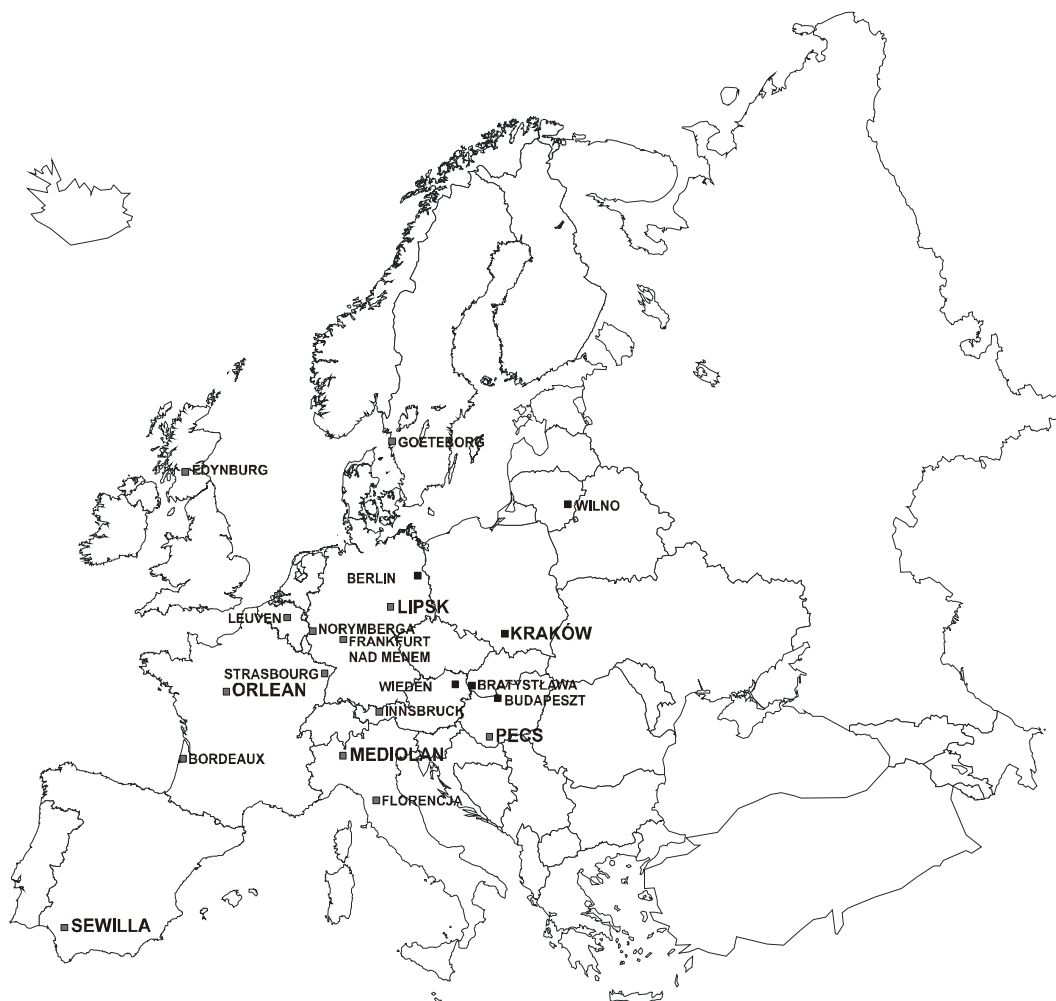 GOETEBORG
EDYNBURG
WILNO
BERLIN
LIPSK
LEUVEN
NORYMBERGA
KRAKÓW
FRANKFURT
NAD MENEM
STRASBOURG
ORLEAN
WIEDEŃ
BRATYSŁAWA
BUDAPESZT
INNSBRUCK
PECS
MEDIOLAN
BORDEAUX
FLORENCJA
SEWILLA